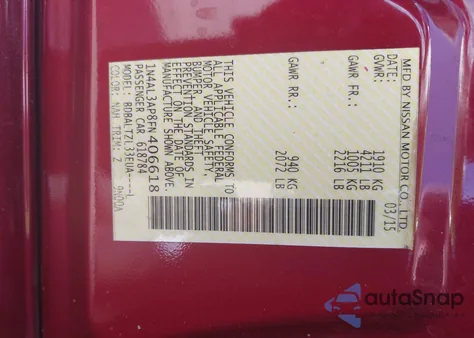 MFD BY NISSAN MOTOR CO., LTD.
03/15
GVWR: 1910 KG
4211 LB
GAWR FR: 1005 KG
2216 LB
GAWR RR: 940 KG
2072 LB
THIS VEHICLE CONFORMS TO
ALL APPLICABLE FEDERAL
MOTOR VEHICLE SAFETY,
BUMPER AND THEFT
PREVENTION STANDARDS IN
EFFECT ON THE DATE OF
MANUFACTURE SHOWN ABOVE.
1N4AL3AP8FN406618
PASSENGER CAR
MODEL:
COLOR: NAH TRIM: Z
autoSnap